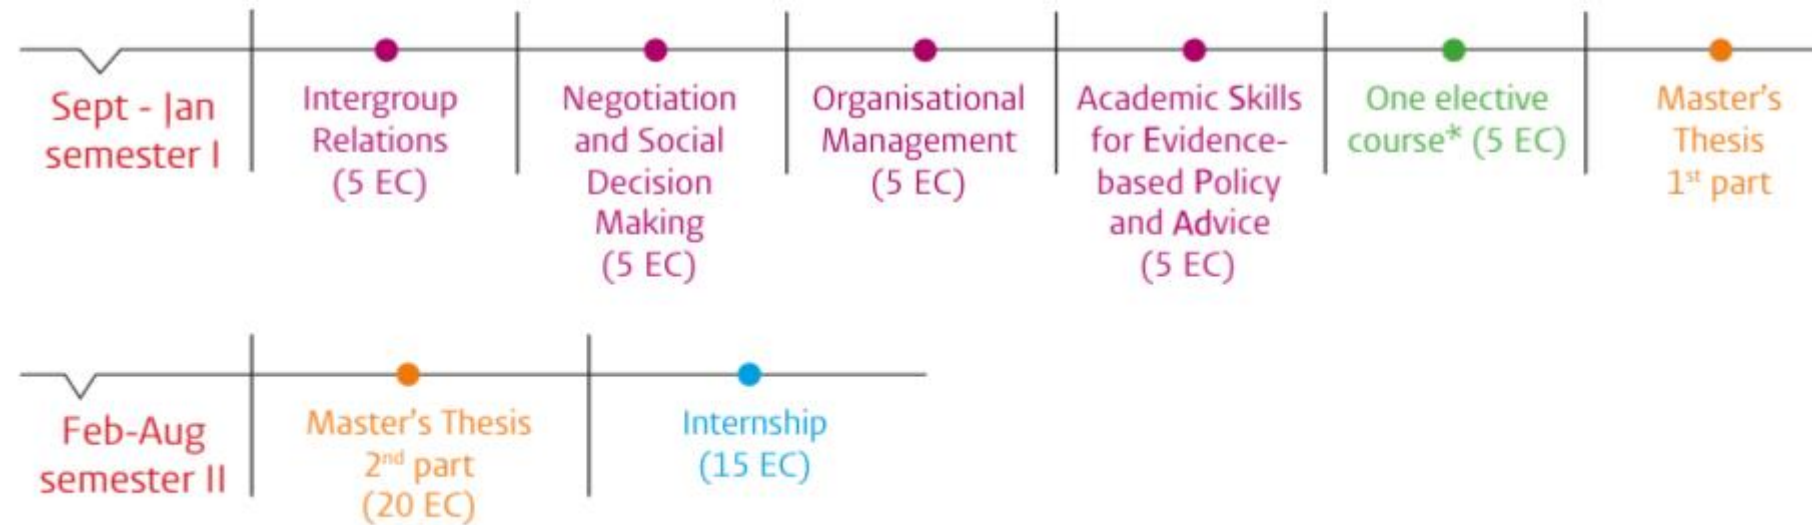 Sept - Jan
semester I
Intergroup
Relations
(5 EC)
Negotiation
and Social
Decision
Making
(5 EC)
Organisational
Management
(5 EC)
Academic Skills
for Evidence-
based Policy
and Advice
(5 EC)
One elective
course* (5 EC)
Master's
Thesis
1st part
Feb-Aug
semester II
Master's Thesis
2nd part
(20 EC)
Internship
(15 EC)